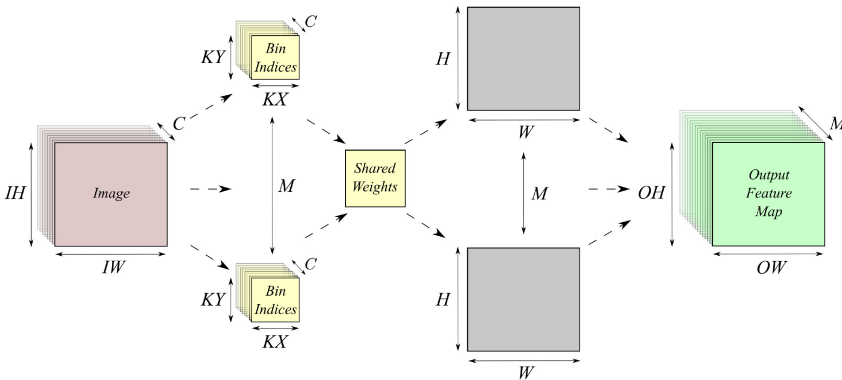 C
IH
Image
IW
C
KY
Bin
Indices
KX
M
C
KY
Bin
Indices
KX
Shared
Weights
H
W
M
H
W
M
OH
Output
Feature
Map
OW